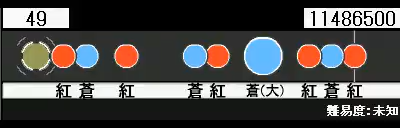 49 11486500
紅 蒼 紅 蒼 紅 蒼(大) 紅 蒼 紅
難易度:未知